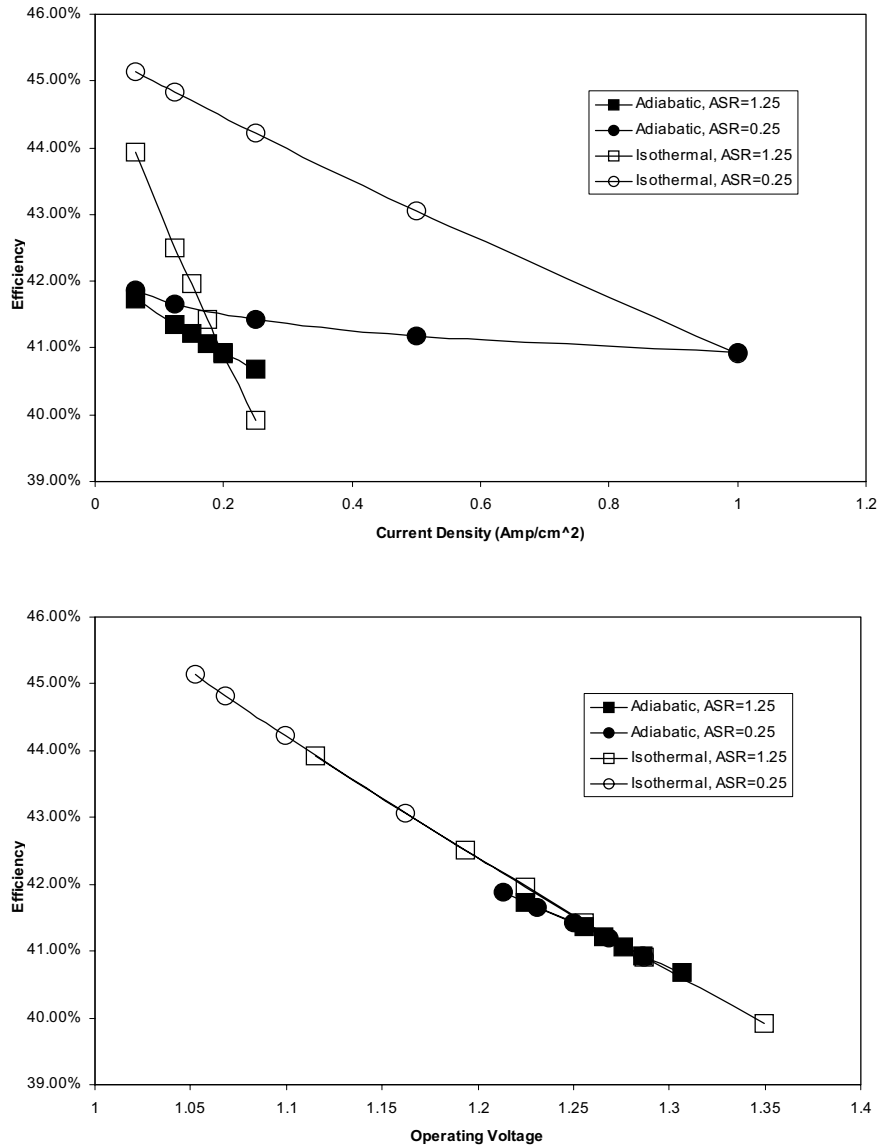 46.00%
45.00%
44.00%
43.00%
42.00%
41.00%
40.00%
39.00%
Efficiency
Adiabatic, ASR=1.25
Adiabatic, ASR=0.25
Isothermal, ASR=1.25
Isothermal, ASR=0.25
0 0.2 0.4 0.6 0.8 1 1.2
Current Density (Amp/cm^2)
46.00%
45.00%
44.00%
43.00%
42.00%
41.00%
40.00%
39.00%
Efficiency
Adiabatic, ASR=1.25
Adiabatic, ASR=0.25
Isothermal, ASR=1.25
Isothermal, ASR=0.25
1 1.05 1.1 1.15 1.2 1.25 1.3 1.35 1.4
Operating Voltage